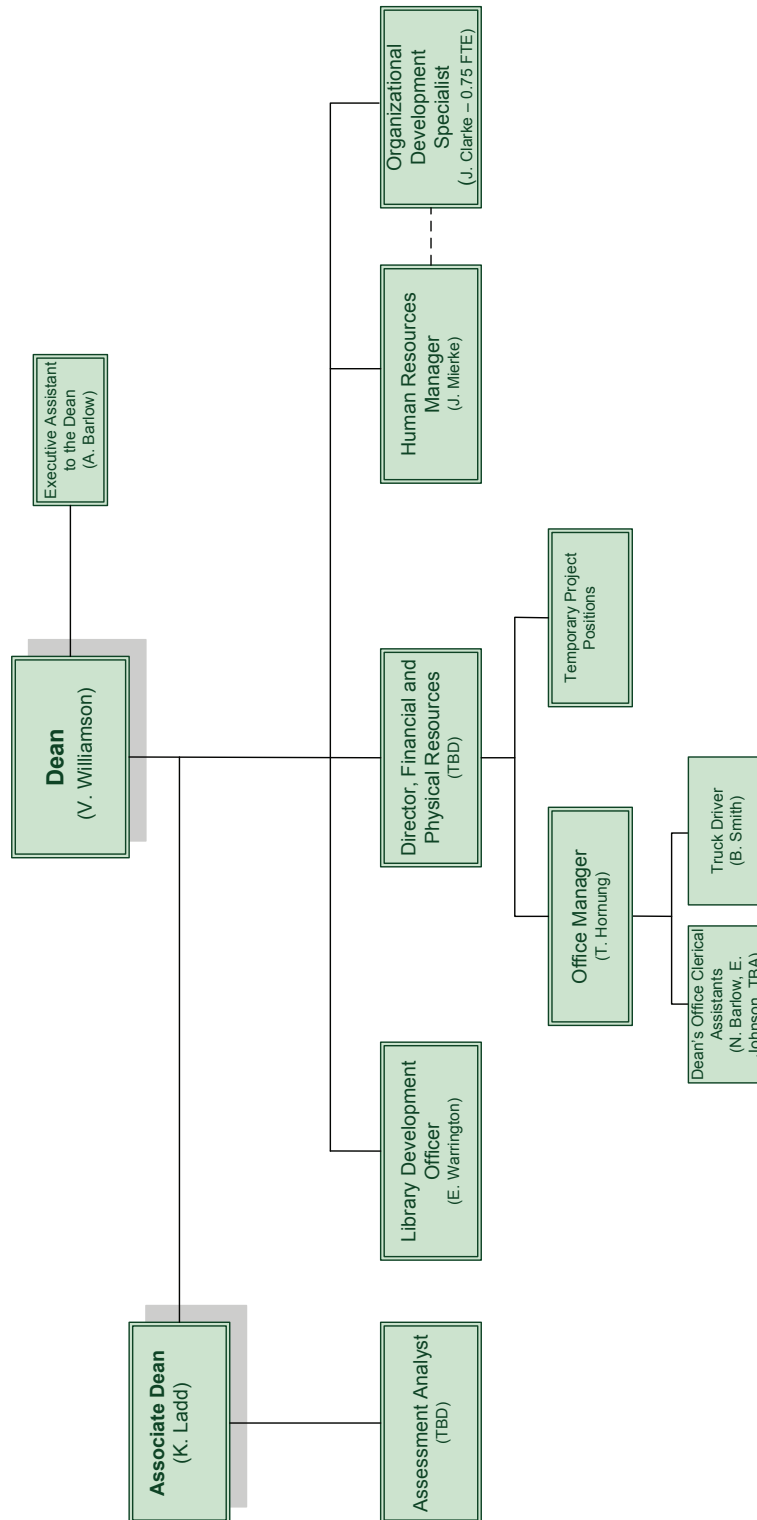 Dean
(V. Williamson)
Executive Assistant
to the Dean
(A. Barlow)
Associate Dean
(K. Ladd)
Assessment Analyst
(TBD)
Library Development
Officer
(E. Warrington)
Director, Financial and
Physical Resources
(TBD)
Human Resources
Manager
(J. Mierke)
Organizational
Development
Specialist
(J. Clarke – 0.75 FTE)
Office Manager
(T. Hornung)
Temporary Project
Positions
Dean's Office Clerical
Assistants
(N. Barlow, E.
Johnson, TBA)
Truck Driver
(B. Smith)